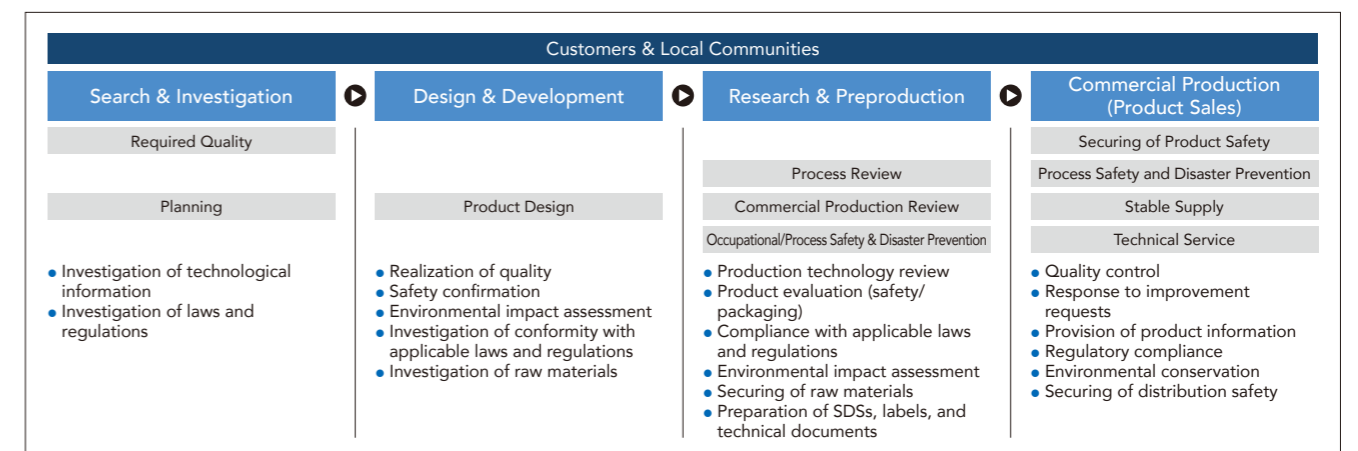 Customers & Local Communities
Search & Investigation
Required Quality
Planning
● Investigation of technological
information
● Investigation of laws and
regulations
Design & Development
Product Design
● Realization of quality
● Safety confirmation
● Environmental impact assessment
● Investigation of conformity with
applicable laws and regulations
● Investigation of raw materials
Research & Preproduction
Process Review
Commercial Production Review
Occupational/Process Safety & Disaster Prevention
● Production technology review
● Product evaluation (safety/
packaging)
● Compliance with applicable laws
and regulations
● Environmental impact assessment
● Securing of raw materials
● Preparation of SDSs, labels, and
technical documents
Commercial Production
(Product Sales)
Securing of Product Safety
Process Safety and Disaster Prevention
Stable Supply
Technical Service
● Quality control
● Response to improvement
requests
● Provision of product information
● Regulatory compliance
● Environmental conservation
● Securing of distribution safety